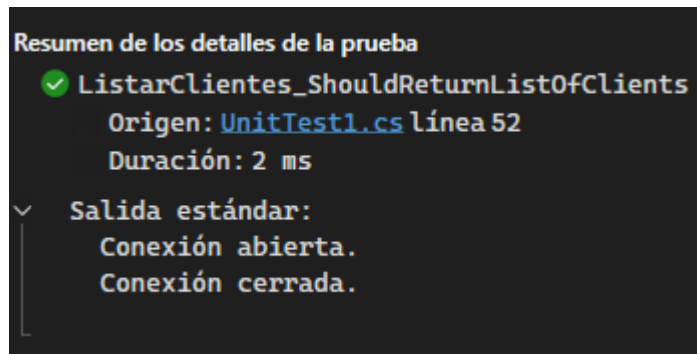 Resumen de los detalles de la prueba
ListarClientes_ShouldReturnListOfClients
Origen: UnitTest1.cs línea 52
Duración: 2 ms
Salida estándar:
Conexión abierta.
Conexión cerrada.